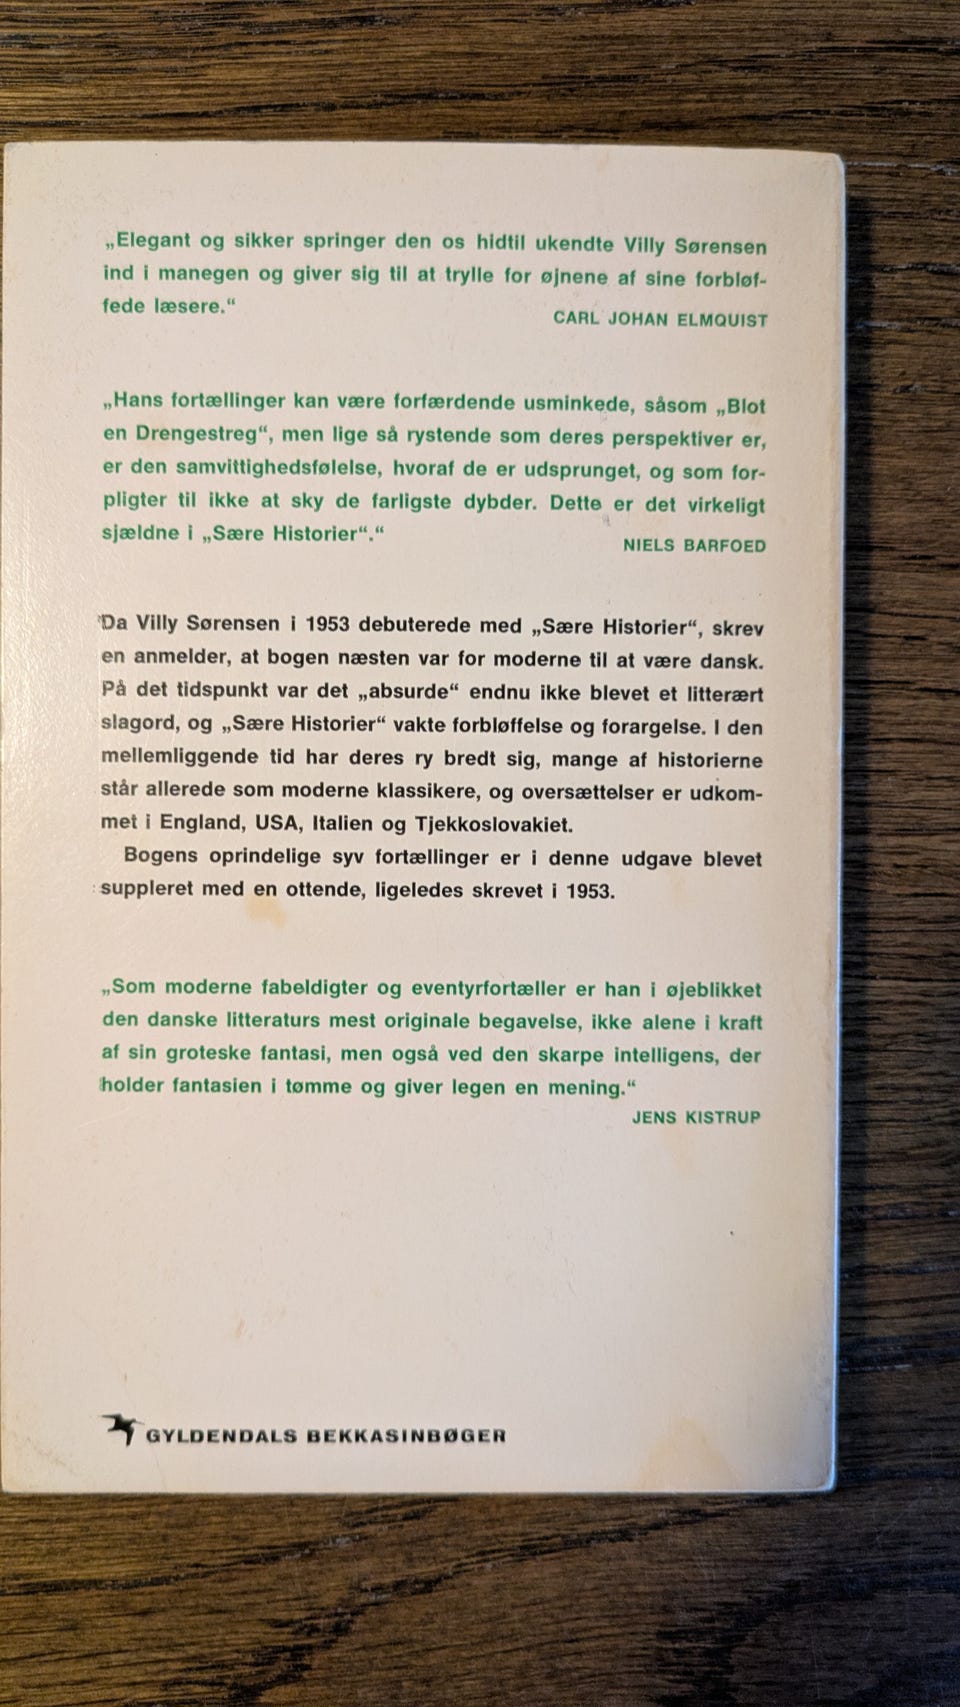 „Elegant og sikker springer den os hidtil ukendte Villy Sørensen
ind i manegen og giver sig til at trylle for øjnene af sine forbløf-
fede læsere.“
CARL JOHAN ELMQUIST
„Hans fortællinger kan være forfærdende usminkede, såsom „Blot
en Drengestreg“, men lige så rystende som deres perspektiver er,
er den samvittighedsfølelse, hvoraf de er udsprunget, og som for-
pligter til ikke at sky de farligste dybder. Dette er det virkeligt
sjældne i „Sære Historier“.“
NIELS BARFOED
Da Villy Sørensen i 1953 debuterede med „Sære Historier“, skrev
en anmelder, at bogen næsten var for moderne til at være dansk.
På det tidspunkt var det „absurde“ endnu ikke blevet et litterært
slagord, og „Sære Historier“ vakte forbløffelse og forargelse. I den
mellemliggende tid har deres ry bredt sig, mange af historierne
står allerede som moderne klassikere, og oversættelser er udkom-
met i England, USA, Italien og Tjekkoslovakiet.
Bogens oprindelige syv fortællinger er i denne udgave blevet
suppleret med en ottende, ligeledes skrevet i 1953.
„Som moderne fabeldigter og eventyrfortæller er han i øjeblikket
den danske litteraturs mest originale begavelse, ikke alene i kraft
af sin groteske fantasi, men også ved den skarpe intelligens, der
holder fantasien i tømme og giver legen en mening.“
JENS KISTRUP
GYLDENDALS BEKKASINBØGER